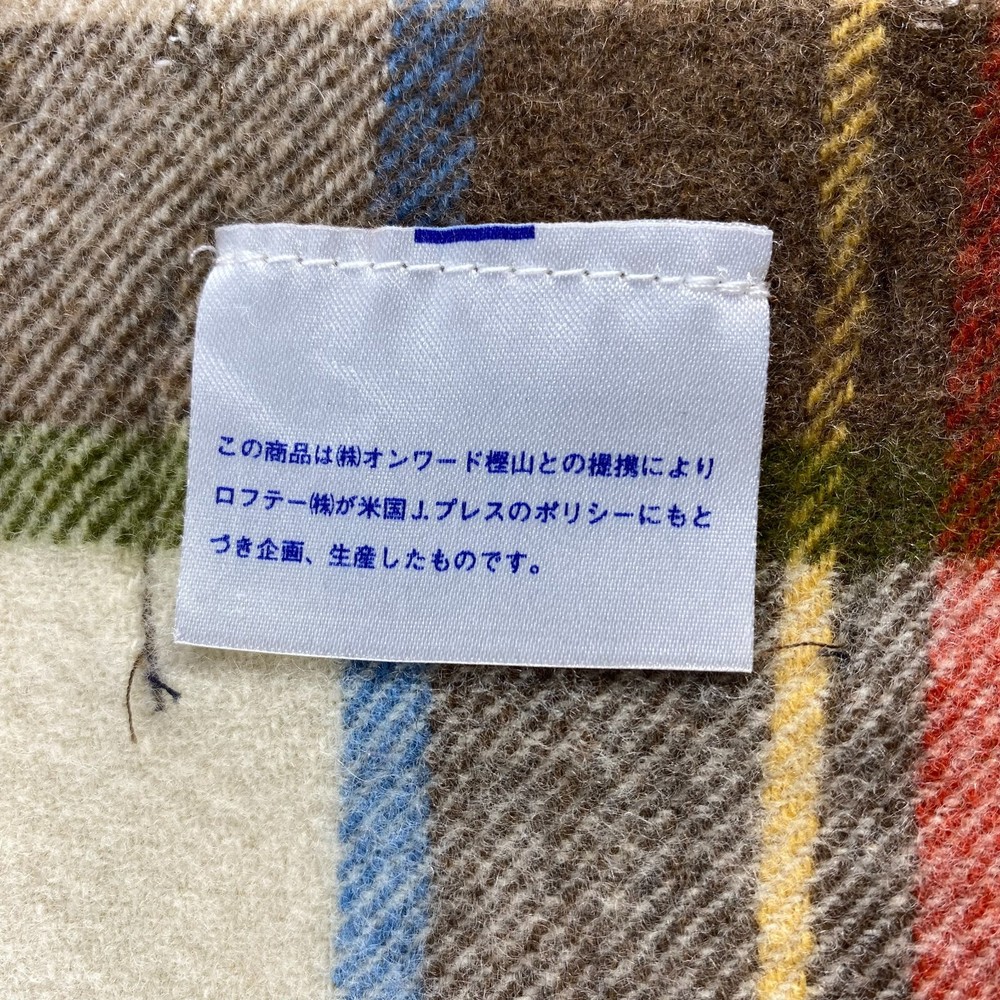 この商品は㈱オンワード樫山との提携により
ロフテー㈱が米国J.プレスのポリシーにもと
づき企画、生産したものです。